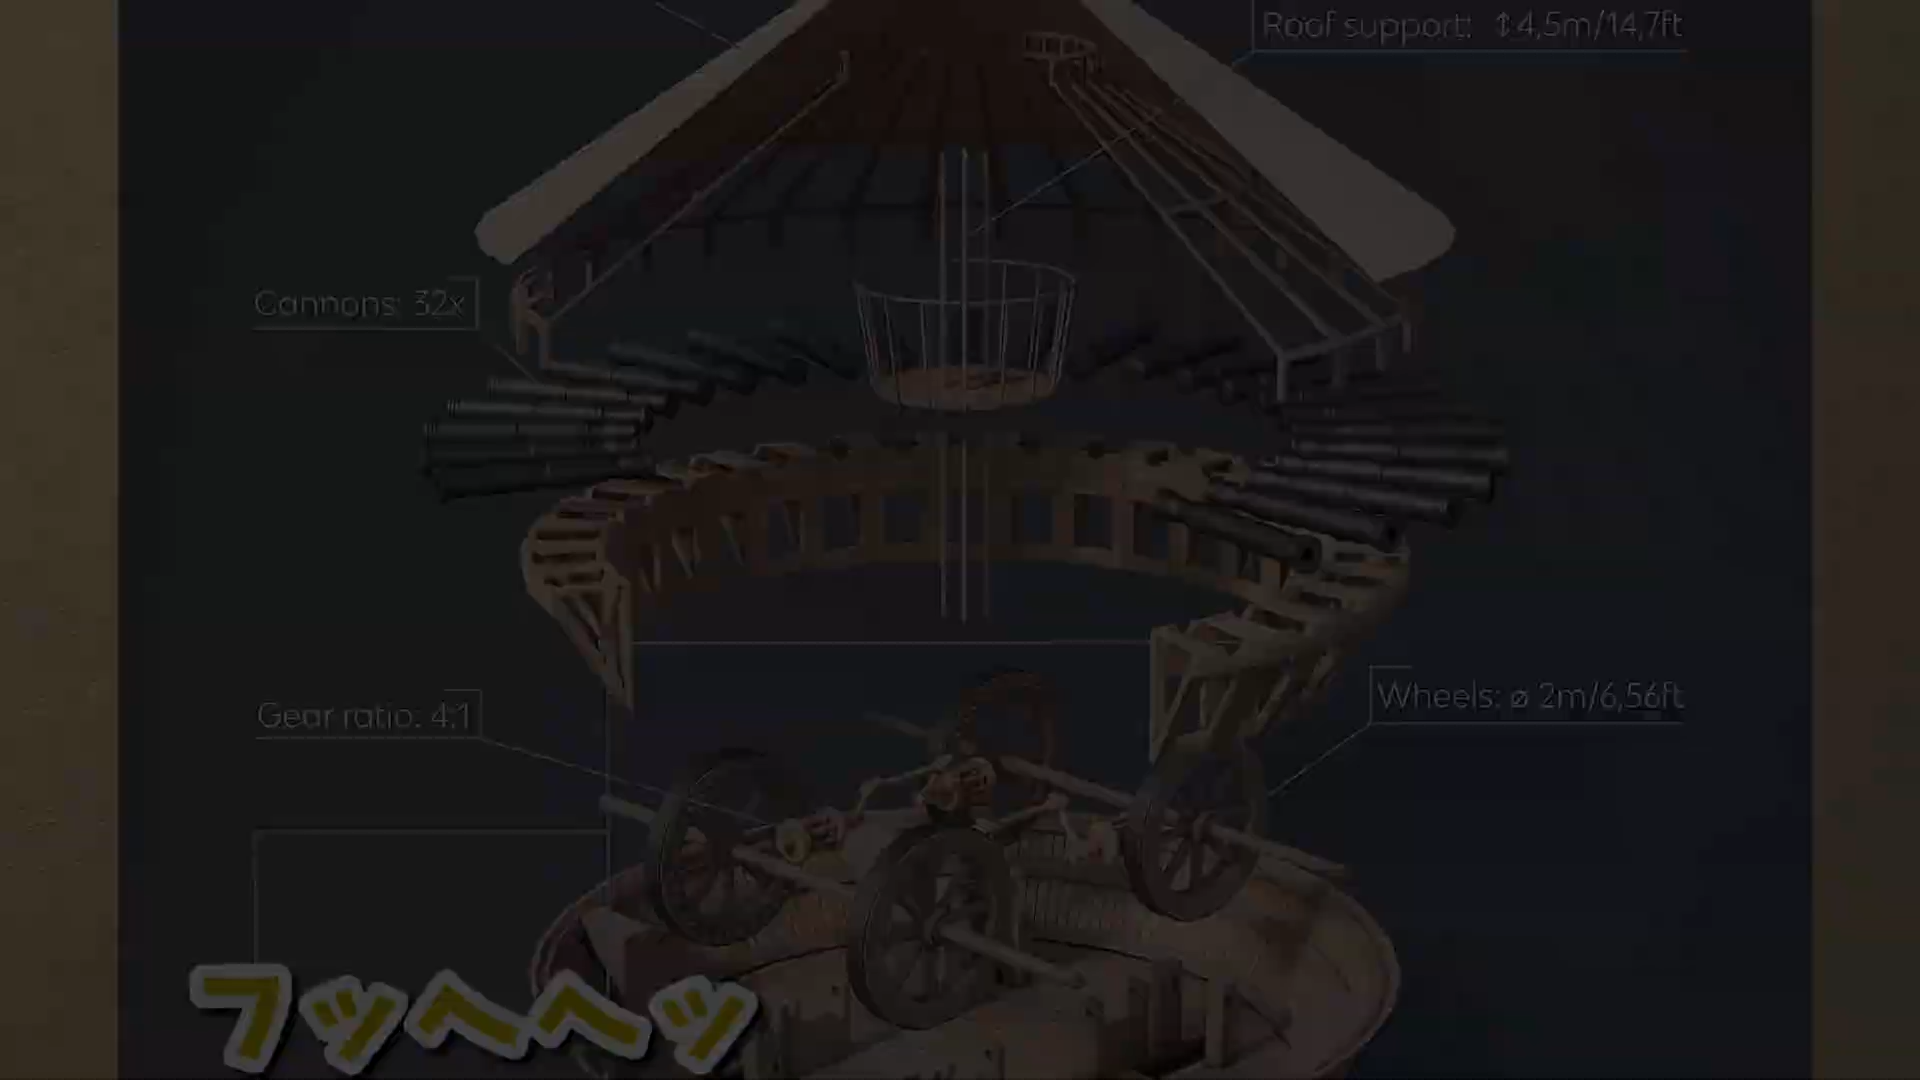 Roof support: ↕4,5m/14,7ft
Cannons: 32x
Gear ratio: 4:1
Wheels: ⌀ 2m/6,56ft
フッヘヘッ